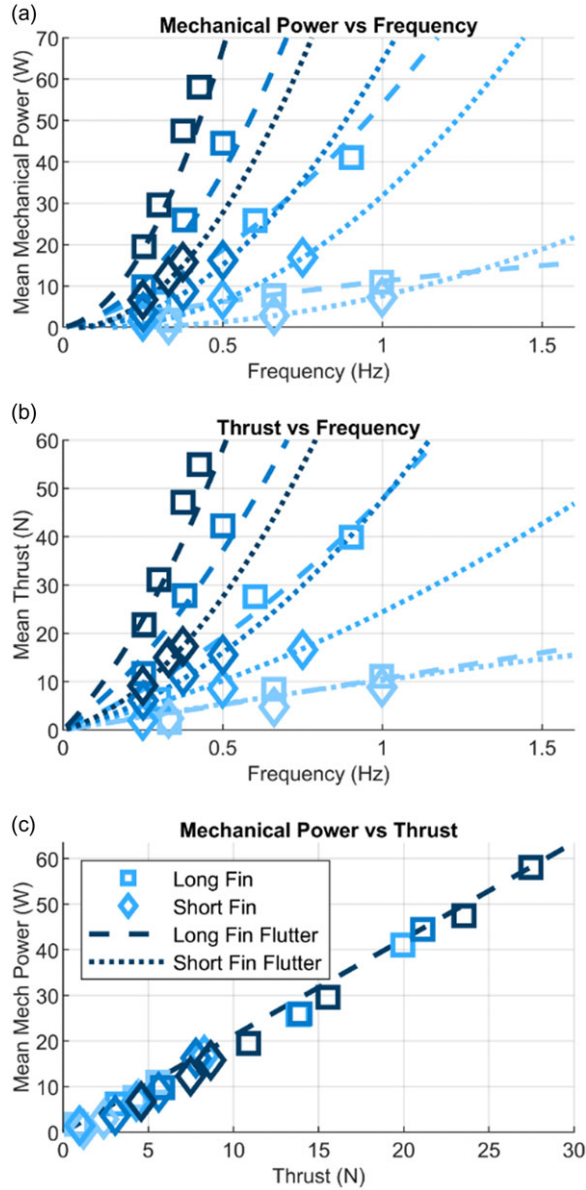 (a)
Mechanical Power vs Frequency
70
60
50
40
30
20
10
0
Mean Mechanical Power (W)
0 0.5 1 1.5
Frequency (Hz)
(b)
Thrust vs Frequency
60
50
40
30
20
10
0
Mean Thrust (N)
0 0.5 1 1.5
Frequency (Hz)
(c)
Mechanical Power vs Thrust
60
50
40
30
20
10
0
Mean Mech Power (W)
Long Fin
Short Fin
Long Fin Flutter
Short Fin Flutter
0 5 10 15 20 25 30
Thrust (N)